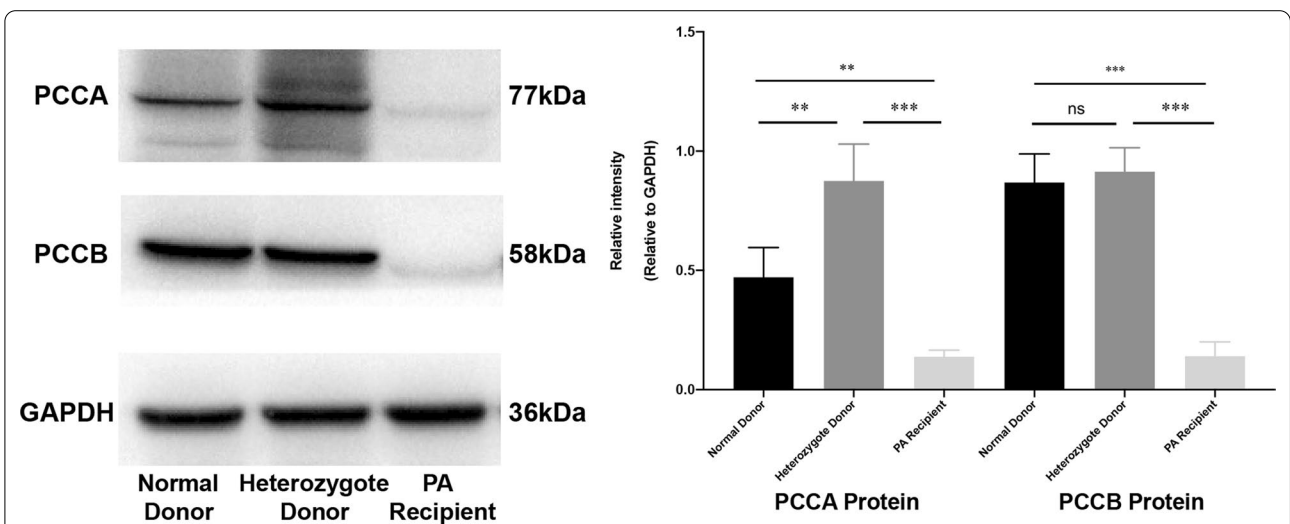 PCCA
77kDa
PCCB
58kDa
GAPDH
36kDa
Normal
Donor
Heterozygote
Donor
PA
Recipient
1.5
1.0
0.5
0.0
Relative intensity
(Relative to GAPDH)
**
**
***
***
ns
***
Normal Donor
Heterozygote Donor
PA Recipient
Normal Donor
Heterozygote Donor
PA Recipient
PCCA Protein
PCCB Protein